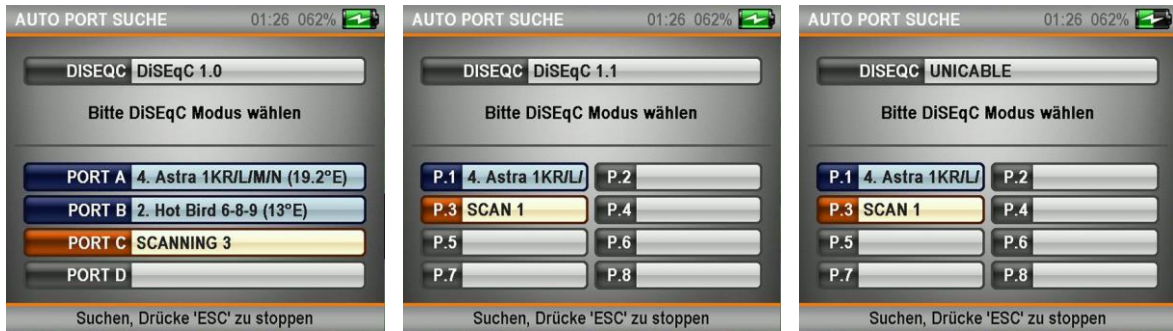 AUTO PORT SUCHE 01:26 062%
DISEQC DiSEqC 1.0
Bitte DiSEqC Modus wählen
PORT A 4. Astra 1KR/L/M/N (19.2ºE)
PORT B 2. Hot Bird 6-8-9 (13ºE)
PORT C SCANNING 3
PORT D
Suchen, Drücke 'ESC' zu stoppen
AUTO PORT SUCHE 01:26 062%
DISEQC DiSEqC 1.1
Bitte DiSEqC Modus wählen
P.1 4. Astra 1KR/L/ P.2
P.3 SCAN 1 P.4
P.5 P.6
P.7 P.8
Suchen, Drücke 'ESC' zu stoppen
AUTO PORT SUCHE 01:26 062%
DISEQC UNICABLE
Bitte DiSEqC Modus wählen
P.1 4. Astra 1KR/L/ P.2
P.3 SCAN 1 P.4
P.5 P.6
P.7 P.8
Suchen, Drücke 'ESC' zu stoppen